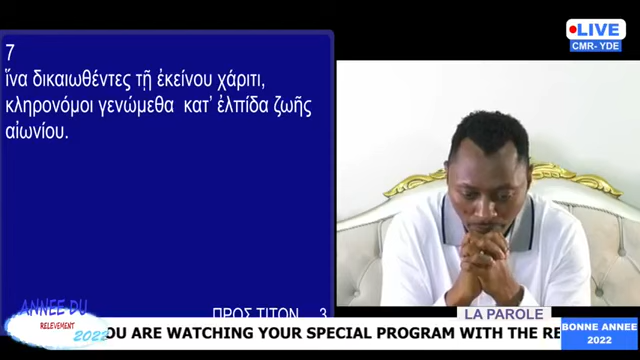 LIVE
CMR- YDE
7
ἵνα δικαιωθέντες τῇ ἐκείνου χάριτι,
κληρονόμοι γενώμεθα κατ’ ἐλπίδα ζωῆς
αἰωνίου.
ΠΡΟΣ ΤΙΤΟΝ 3
LA PAROLE
ANNEE DU
RELEVEMENT
2022
OU ARE WATCHING YOUR SPECIAL PROGRAM WITH THE RE
BONNE ANNEE
2022